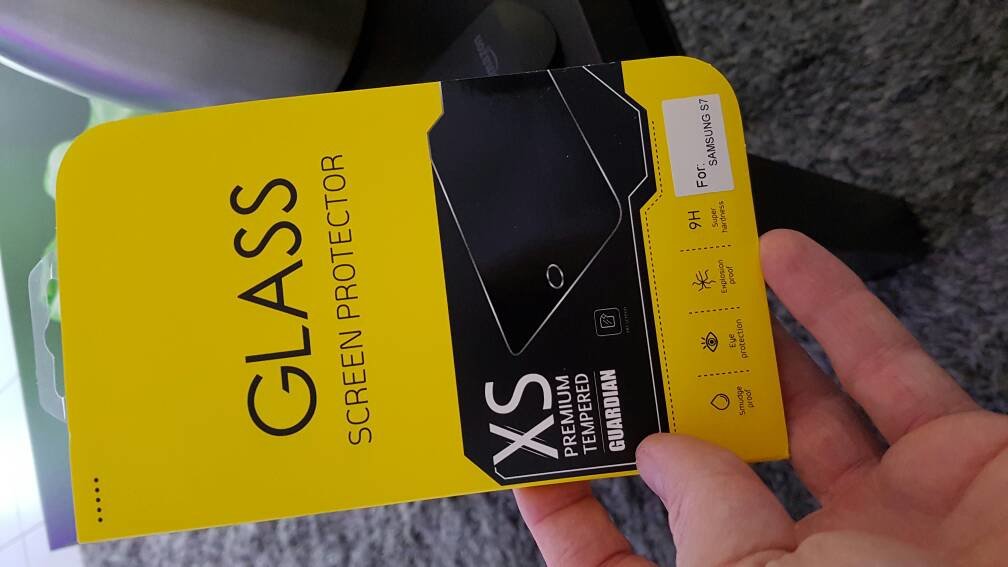 GLASS
SCREEN PROTECTOR
XS
PREMIUM
TEMPERED
GUARDIAN
Smudge
proof
Eye
protection
Explosion
proof
9H
Super
hardness
For:
SAMSUNG S7